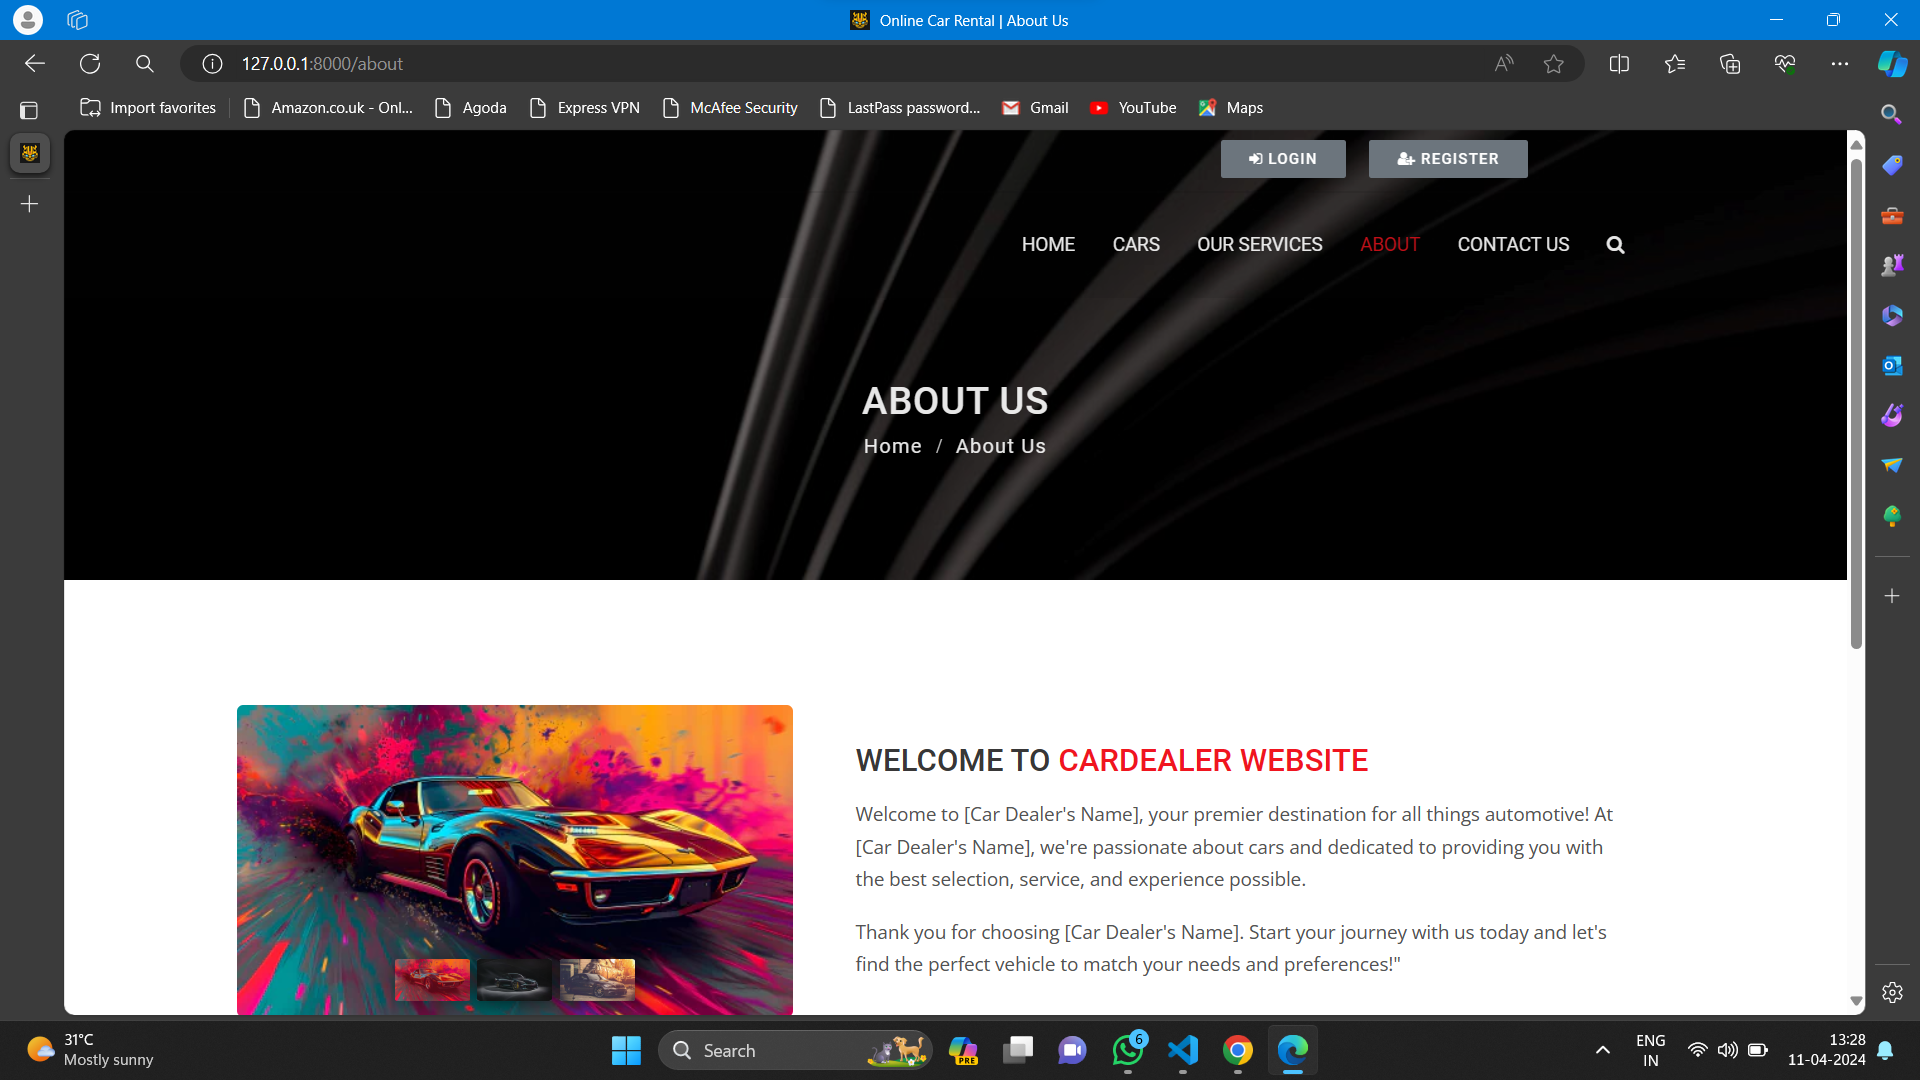 Online Car Rental | About Us
127.0.0.1:8000/about
Import favorites
Amazon.co.uk - Onl...
Agoda
Express VPN
McAfee Security
LastPass password...
Gmail
YouTube
Maps
LOGIN
REGISTER
HOME
CARS
OUR SERVICES
ABOUT
CONTACT US
ABOUT US
Home / About Us
WELCOME TO CARDEALER WEBSITE
Welcome to [Car Dealer's Name], your premier destination for all things automotive! At
[Car Dealer's Name], we're passionate about cars and dedicated to providing you with
the best selection, service, and experience possible.
Thank you for choosing [Car Dealer's Name]. Start your journey with us today and let's
find the perfect vehicle to match your needs and preferences!"
31°C
Mostly sunny
Search
PRE
6
ENG
IN
13:28
11-04-2024